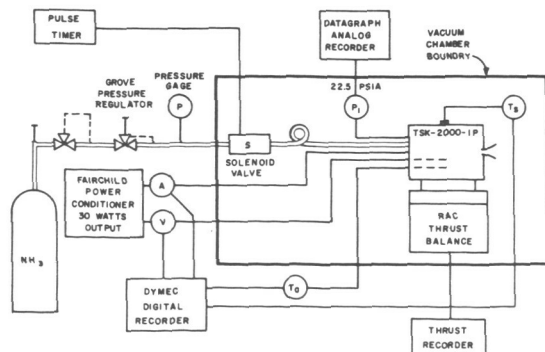 PULSE
TIMER
DATAGRAPH
ANALOG
RECORDER
VACUUM
CHAMBER
BOUNDRY
GROVE
PRESSURE
REGULATOR
PRESSURE
GAGE
P
22.5 PSIA
P1
TS
TSK-2000-1P
S
SOLENOID
VALVE
FAIRCHILD
POWER
CONDITIONER
30 WATTS
OUTPUT
A
V
RAC
THRUST
BALANCE
NH3
DYMEC
DIGITAL
RECORDER
TG
THRUST
RECORDER